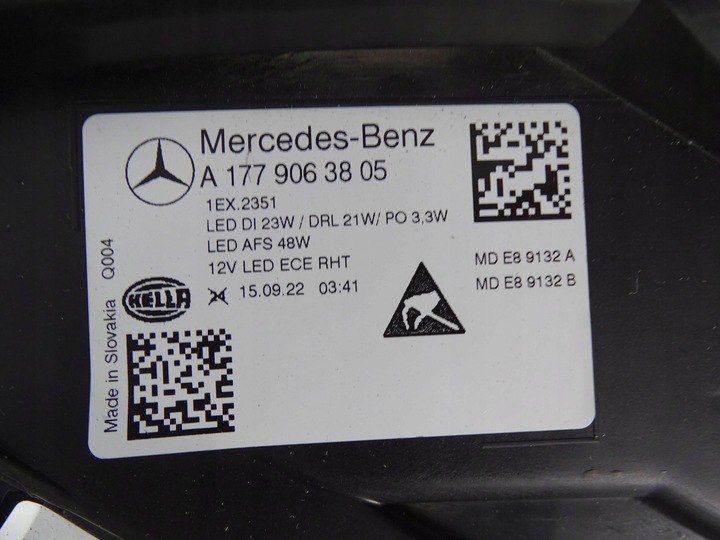 Mercedes-Benz
A 177 906 38 05
1EX.2351
LED DI 23W / DRL 21W/ PO 3,3W
LED AFS 48W
12V LED ECE RHT
15.09.22 03:41
MD E8 9132 A
MD E8 9132 B
HELLA
Made in Slovakia Q004